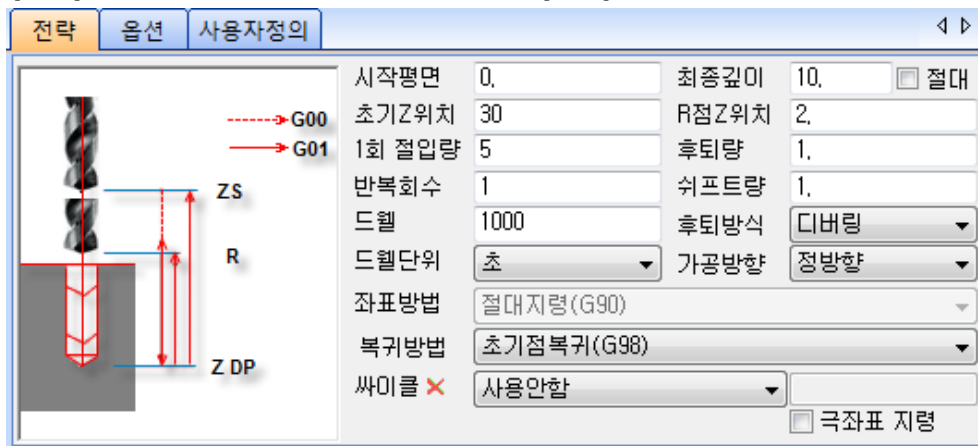 전략 옵션 사용자정의
시작평면 0, 최종깊이 10, 절대
G00 초기Z위치 30 R점Z위치 2,
G01 1회 절입량 5 후퇴량 1,
ZS 반복회수 1 쉬프트량 1,
드웰 1000 후퇴방식 디버링
R 드웰단위 초 가공방향 정방향
좌표방법 절대지령(G90)
복귀방법 초기점복귀(G98)
Z DP 싸이클 사용안함
극좌표 지령